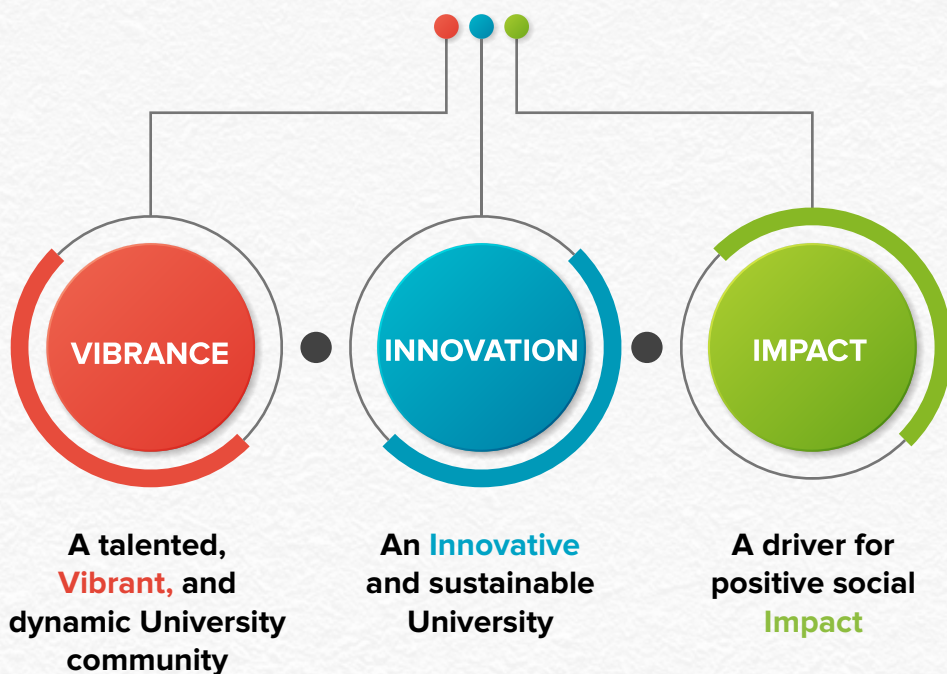 VIBRANCE
INNOVATION
IMPACT
A talented,
Vibrant, and
dynamic University
community
An Innovative
and sustainable
University
A driver for
positive social
Impact